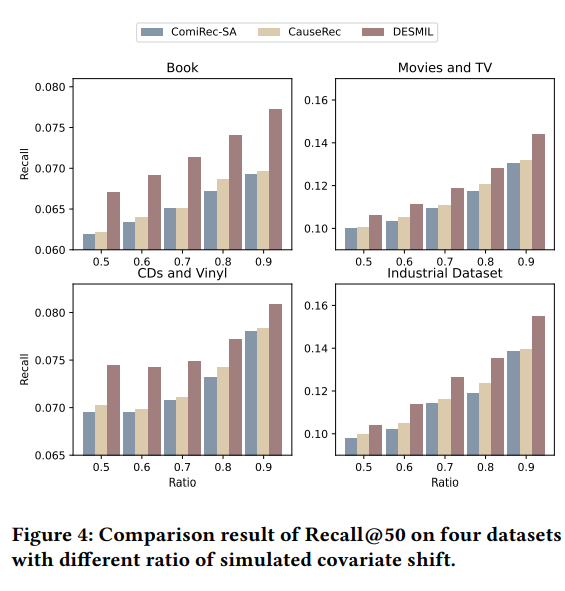 ComiRec-SA CauseRec DESMIL
Book
Movies and TV
0.080
0.075
0.070
0.065
0.060
Recall
0.5 0.6 0.7 0.8 0.9
0.16
0.14
0.12
0.10
0.5 0.6 0.7 0.8 0.9
CDs and Vinyl
Industrial Dataset
0.080
0.075
0.070
0.065
Recall
0.5 0.6 0.7 0.8 0.9
Ratio
0.16
0.14
0.12
0.10
0.5 0.6 0.7 0.8 0.9
Ratio
Figure 4: Comparison result of Recall@50 on four datasets
with different ratio of simulated covariate shift.